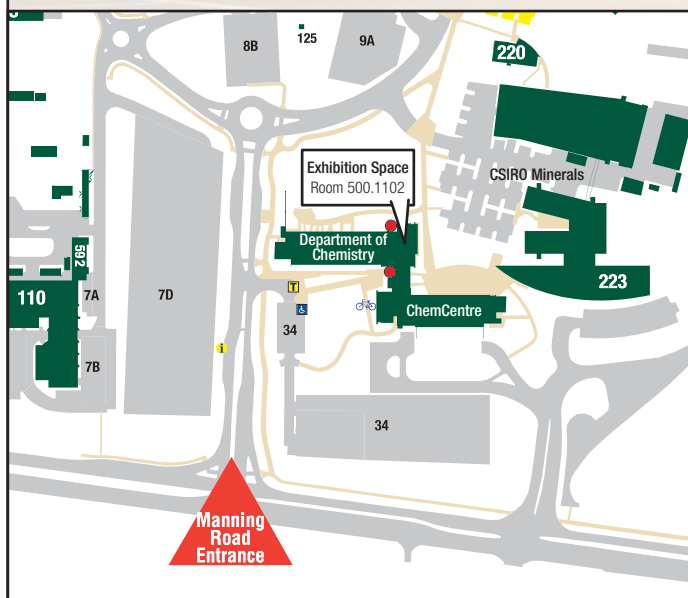 8B
125
9A
220
Exhibition Space
Room 500.1102
CSIRO Minerals
Department of
Chemistry
592
T
223
110
7A
7D
ChemCentre
i
34
7B
34
Manning
Road
Entrance